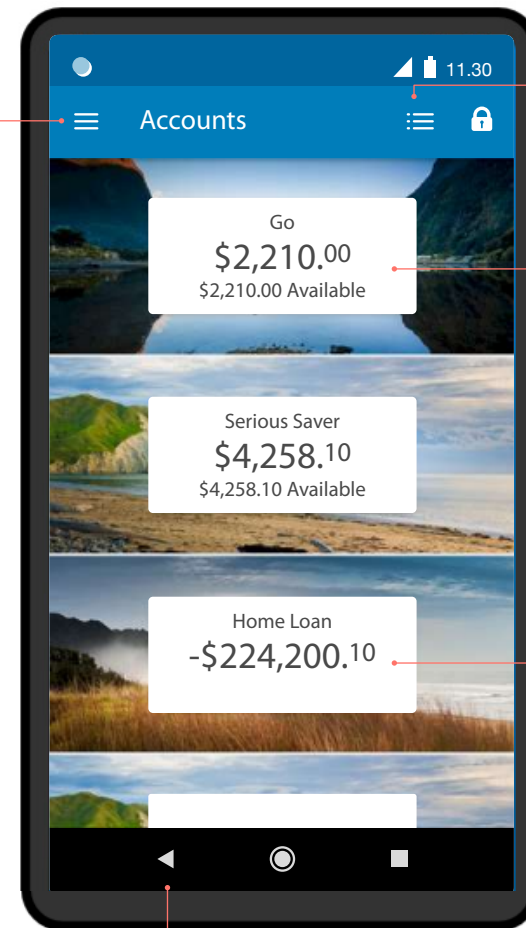 11.30
Accounts
Go
$2,210.00
$2,210.00 Available
Serious Saver
$4,258.10
$4,258.10 Available
Home Loan
-$224,200.10